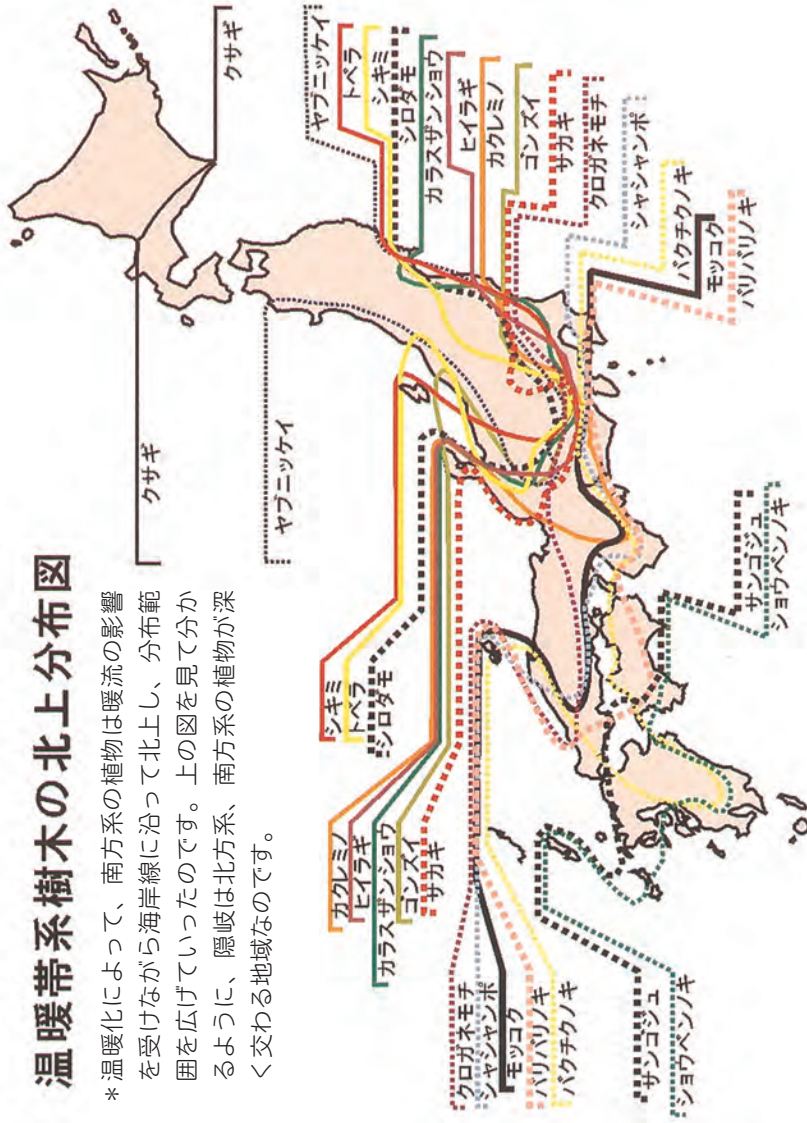 温暖帯系樹木の北上分布図
*温暖化によって、南方系の植物は暖流の影響
を受けながら海岸線に沿って北上し、分布範
囲を広げていったのです。上の図を見て分か
るように、隠岐は北方系、南方系の植物が深
く交わる地域なのです。
クサギ
ヤブニッケイ
シキミ
トベラ
シロダモ
カクレミノ
ヒイラギ
カラスザンショウ
ゴンズイ
サカキ
クロガネモチ
シャシャンボ
モッコク
バリバリノキ
バクチクノキ
サンゴジュ
ショウベンノキ
クサギ
ヤブニッケイ
トベラ
シキミ
シロダモ
カラスザンショウ
ヒイラギ
カクレミノ
ゴンズイ
サカキ
クロガネモチ
シャシャンボ
バクチクノキ
モッコク
バリバリノキ
サンゴジュ
ショウベンノキ